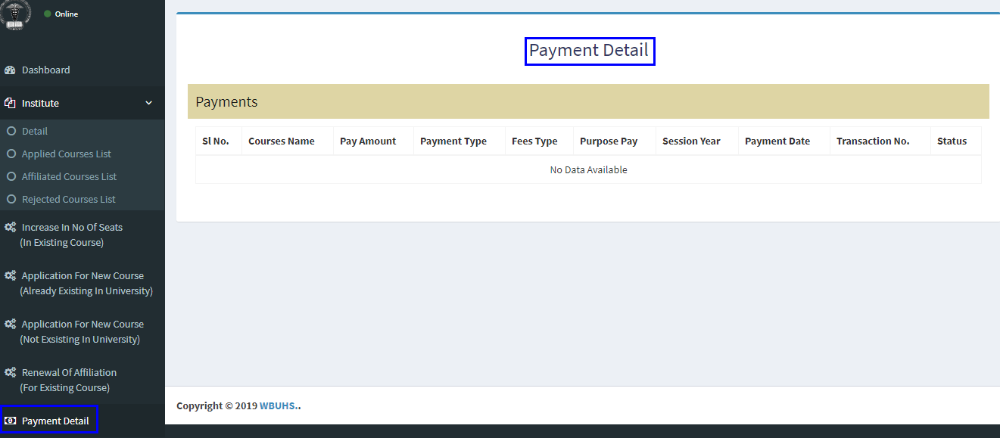 Online
Dashboard
Institute
Detail
Applied Courses List
Affiliated Courses List
Rejected Courses List
Increase In No Of Seats
(In Existing Course)
Application For New Course
(Already Existing In University)
Application For New Course
(Not Exsisting In University)
Renewal Of Affiliation
(For Existing Course)
Payment Detail
Payment Detail
Payments
Sl No. Courses Name Pay Amount Payment Type Fees Type Purpose Pay Session Year Payment Date Transaction No. Status
No Data Available
Copyright © 2019 WBUHS..